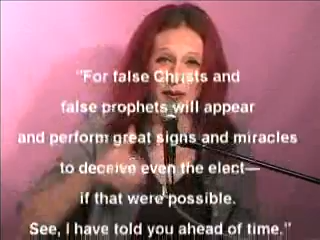 "For false Christs and
false prophets will appear
and perform great signs and miracles
to deceive even the elect—
if that were possible.
See, I have told you ahead of time."